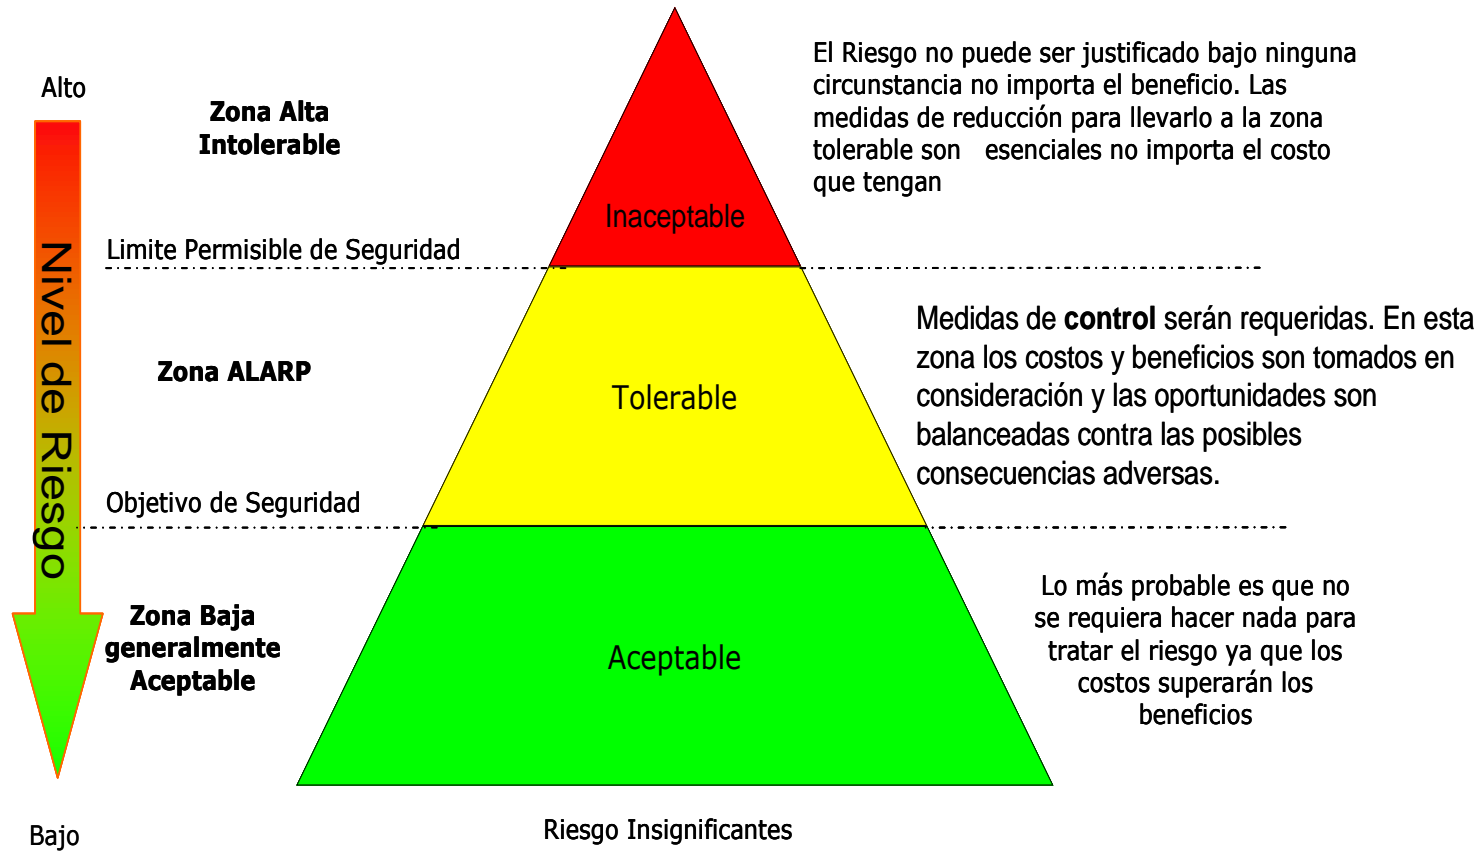 Alto
Nivel de Riesgo
Bajo
Zona Alta
Intolerable
Inaceptable
El Riesgo no puede ser justificado bajo ninguna
circunstancia no importa el beneficio. Las
medidas de reducción para llevarlo a la zona
tolerable son esenciales no importa el costo
que tengan
Limite Permisible de Seguridad
Zona ALARP
Tolerable
Medidas de control serán requeridas. En esta
zona los costos y beneficios son tomados en
consideración y las oportunidades son
balanceadas contra las posibles
consecuencias adversas.
Objetivo de Seguridad
Zona Baja
generalmente
Aceptable
Aceptable
Lo más probable es que no
se requiera hacer nada para
tratar el riesgo ya que los
costos superarán los
beneficios
Riesgo Insignificantes